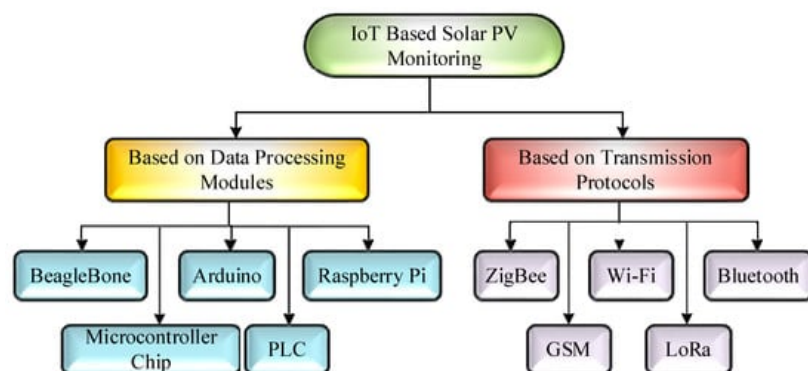 IoT Based Solar PV
Monitoring
Based on Data Processing
Modules
Based on Transmission
Protocols
BeagleBone
Arduino
Raspberry Pi
ZigBee
Wi-Fi
Bluetooth
Microcontroller
Chip
PLC
GSM
LoRa